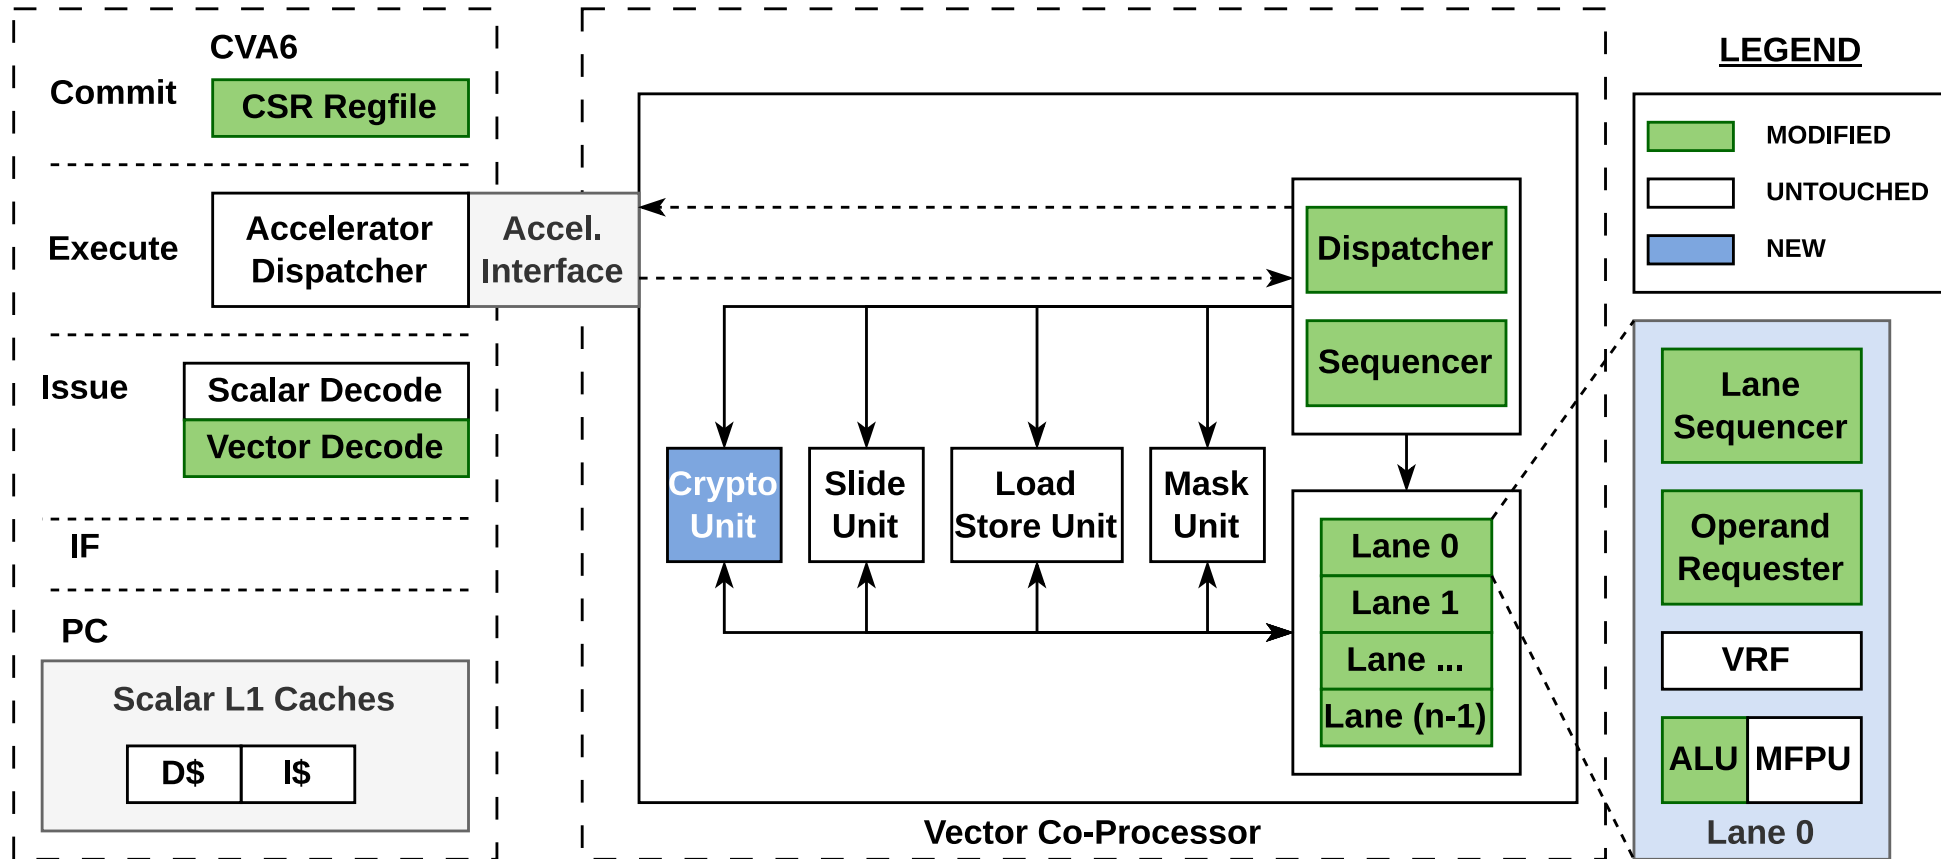 CVA6
Commit
CSR Regfile
Execute
Accelerator
Dispatcher
Accel.
Interface
Issue
Scalar Decode
Vector Decode
IF
PC
Scalar L1 Caches
D$
I$
Dispatcher
Sequencer
Crypto
Unit
Slide
Unit
Load
Store Unit
Mask
Unit
Lane 0
Lane 1
Lane ...
Lane (n-1)
Vector Co-Processor
LEGEND
MODIFIED
UNTOUCHED
NEW
Lane
Sequencer
Operand
Requester
VRF
ALU
MFPU
Lane 0